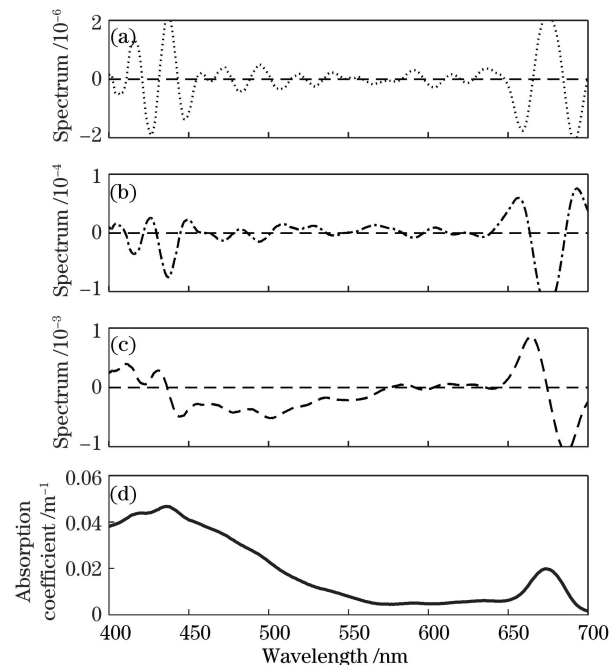 (a)
2
0
−2
Spectrum /10⁻⁶
(b)
1
0
−1
Spectrum /10⁻⁴
(c)
1
0
−1
Spectrum /10⁻³
(d)
0.06
0.04
0.02
0
Absorption
coefficient /m⁻¹
400 450 500 550 600 650 700
Wavelength /nm